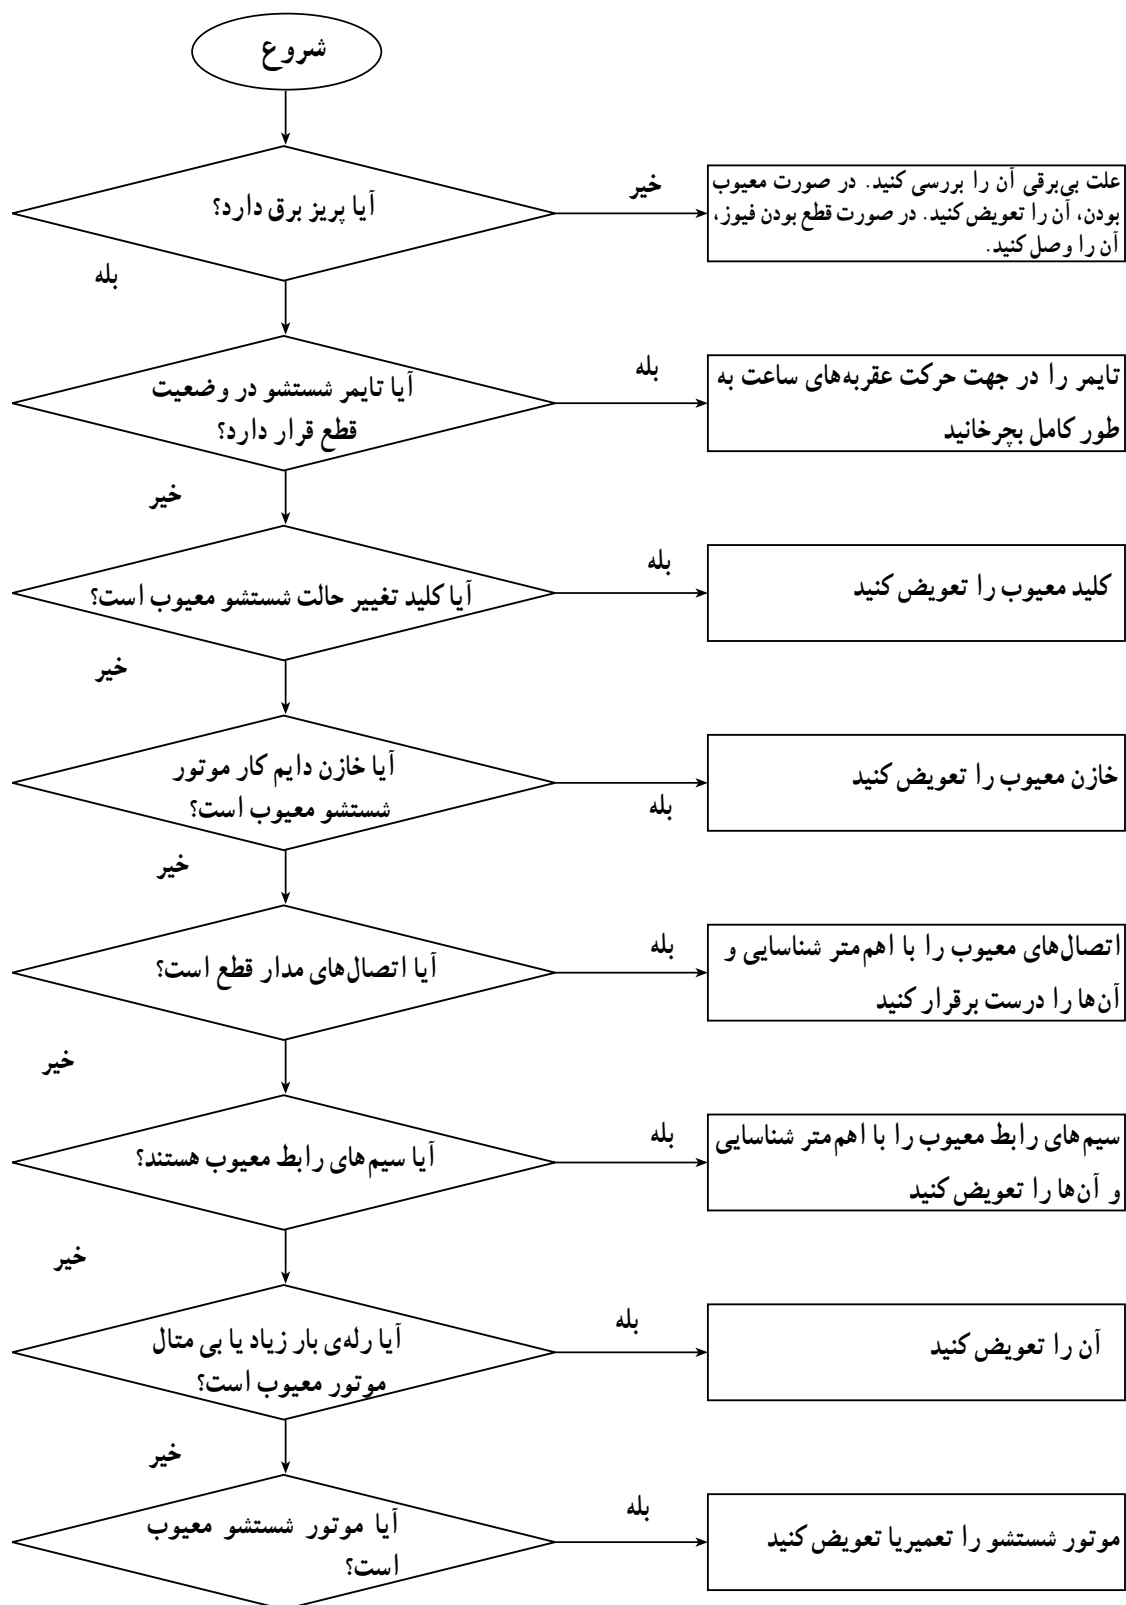 شروع
آیا پریز برق دارد؟
خیر
علت بی‌برقی آن را بررسی کنید. در صورت معیوب
بودن، آن را تعویض کنید. در صورت قطع بودن فیوز،
آن را وصل کنید.
بله
آیا تایمر شستشو در وضعیت
قطع قرار دارد؟
بله
تایمر را در جهت حرکت عقربه‌های ساعت به
طور کامل بچرخانید
خیر
آیا کلید تغییر حالت شستشو معیوب است؟
بله
کلید معیوب را تعویض کنید
خیر
آیا خازن دایم کار موتور
شستشو معیوب است؟
بله
خازن معیوب را تعویض کنید
خیر
آیا اتصال‌های مدار قطع است؟
بله
اتصال‌های معیوب را با اهم‌متر شناسایی و
آن‌ها را درست برقرار کنید
خیر
آیا سیم‌های رابط معیوب هستند؟
بله
سیم‌های رابط معیوب را با اهم‌متر شناسایی
و آن‌ها را تعویض کنید
خیر
آیا رله‌ی بار زیاد یا بی متال
موتور معیوب است؟
بله
آن را تعویض کنید
خیر
آیا موتور شستشو معیوب
است؟
بله
موتور شستشو را تعمیریا تعویض کنید